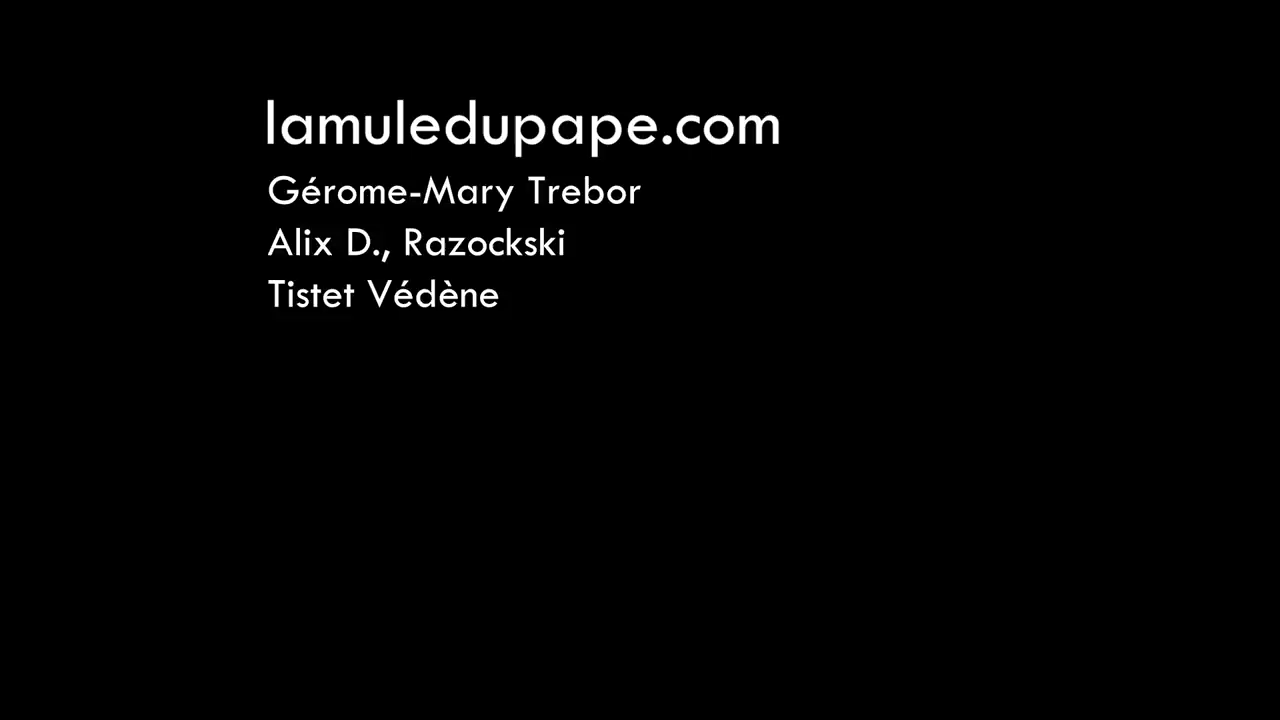 lamuledupape.com
Gérome-Mary Trebor
Alix D., Razockski
Tistet Védène